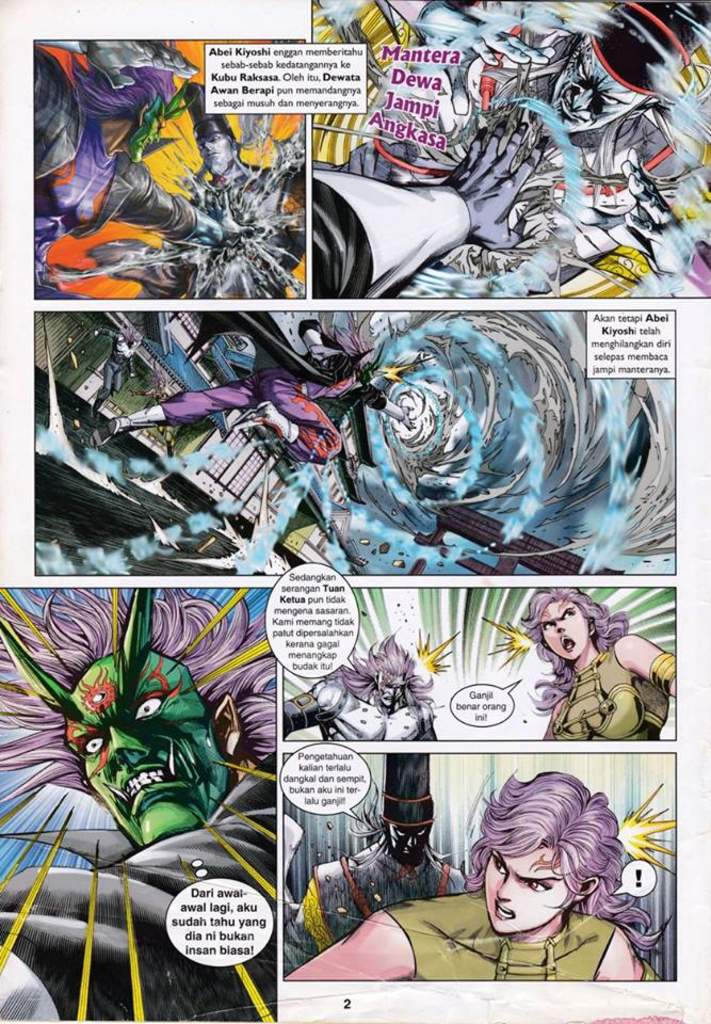 Abei Kiyoshi enggan memberitahu
sebab-sebab kedatangannya ke
Kubu Raksasa. Oleh itu, Dewata
Awan Berapi pun memandangnya
sebagai musuh dan menyerangnya.
Mantera
Dewa
Jampi
Angkasa
Akan tetapi Abei
Kiyoshi telah
menghilangkan diri
selepas membaca
jampi manteranya.
Sedangkan
serangan Tuan
Ketua pun tidak
mengena sasaran.
Kami memang tidak
patut dipersalahkan
kerana gagal
menangkap
budak itu!
Ganjil
benar orang
ini!
Dari awal-
awal lagi, aku
sudah tahu yang
dia ni bukan
insan biasa!
Pengetahuan
kalian terlalu
dangkal dan sempit,
bukan aku ter-
lalu ganjil!
!
2